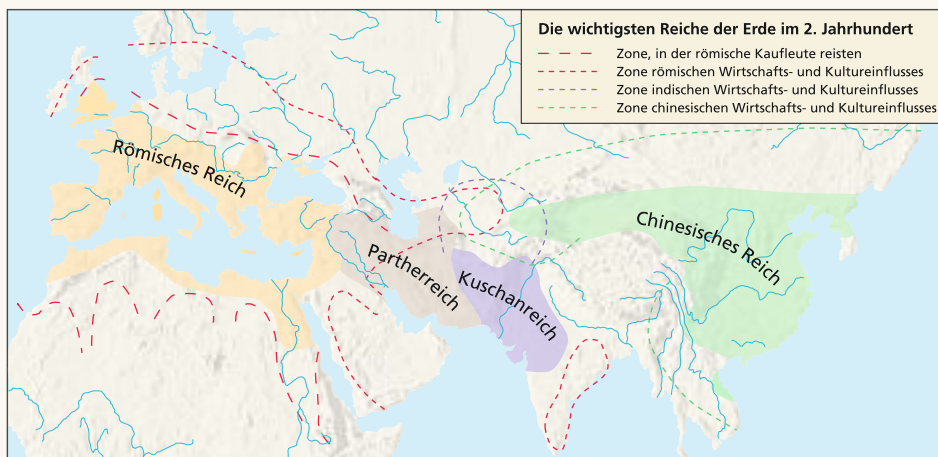 Die wichtigsten Reiche der Erde im 2. Jahrhundert
Zone, in der römische Kaufleute reisten
Zone römischen Wirtschafts- und Kultureinflusses
Zone indischen Wirtschafts- und Kultureinflusses
Zone chinesischen Wirtschafts- und Kultureinflusses
Römisches Reich
Partherreich
Kuschanreich
Chinesisches Reich